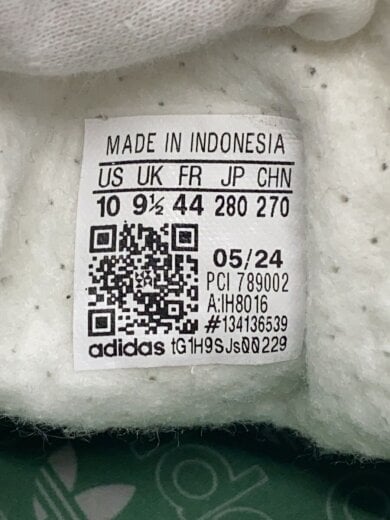 MADE IN INDONESIA
US UK FR JP CHN
10 9½ 44 280 270
05/24
PCI 789002
A:IH8016
#134136539
adidas tG1H9SJs00229